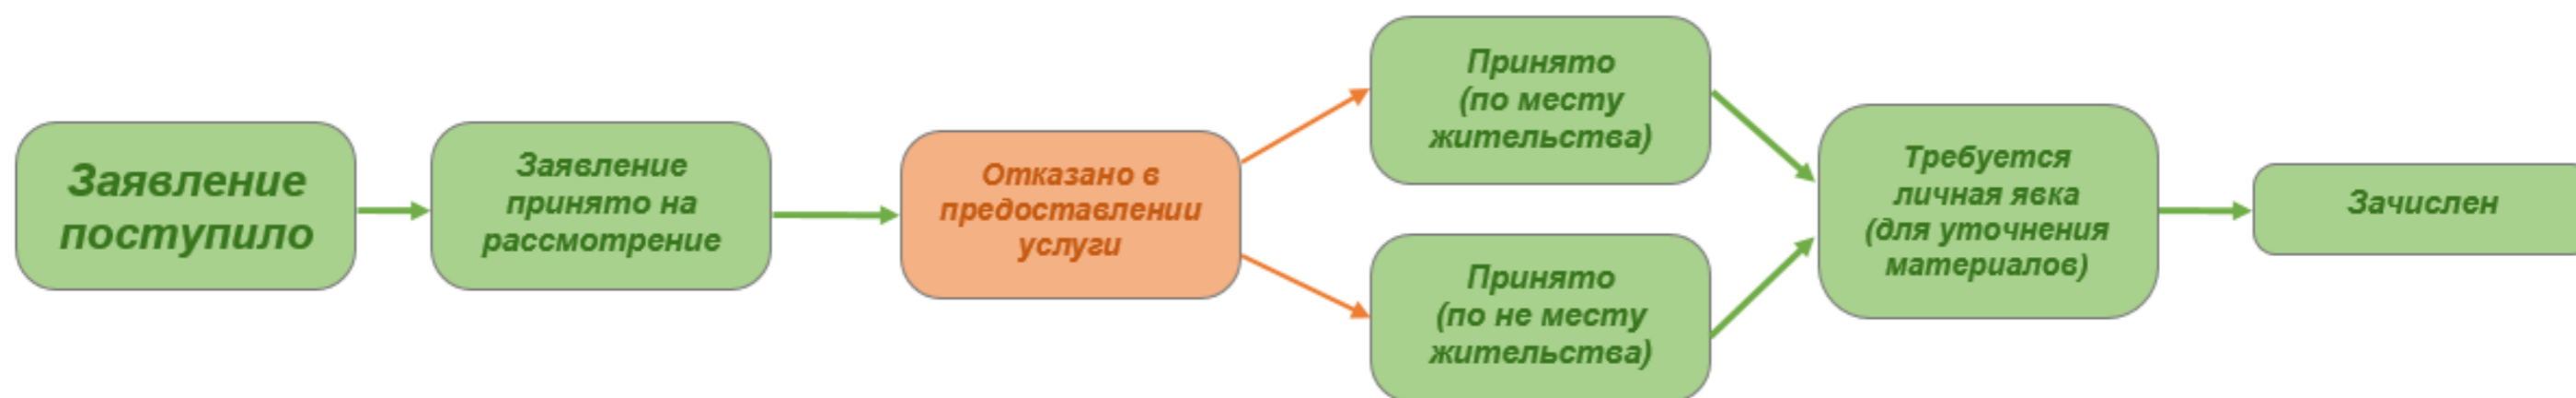 Заявление
поступило
Заявление
принято на
рассмотрение
Отказано в
предоставлении
услуги
Принято
(по месту
жительства)
Принято
(по не месту
жительства)
Требуется
личная явка
(для уточнения
материалов)
Зачислен